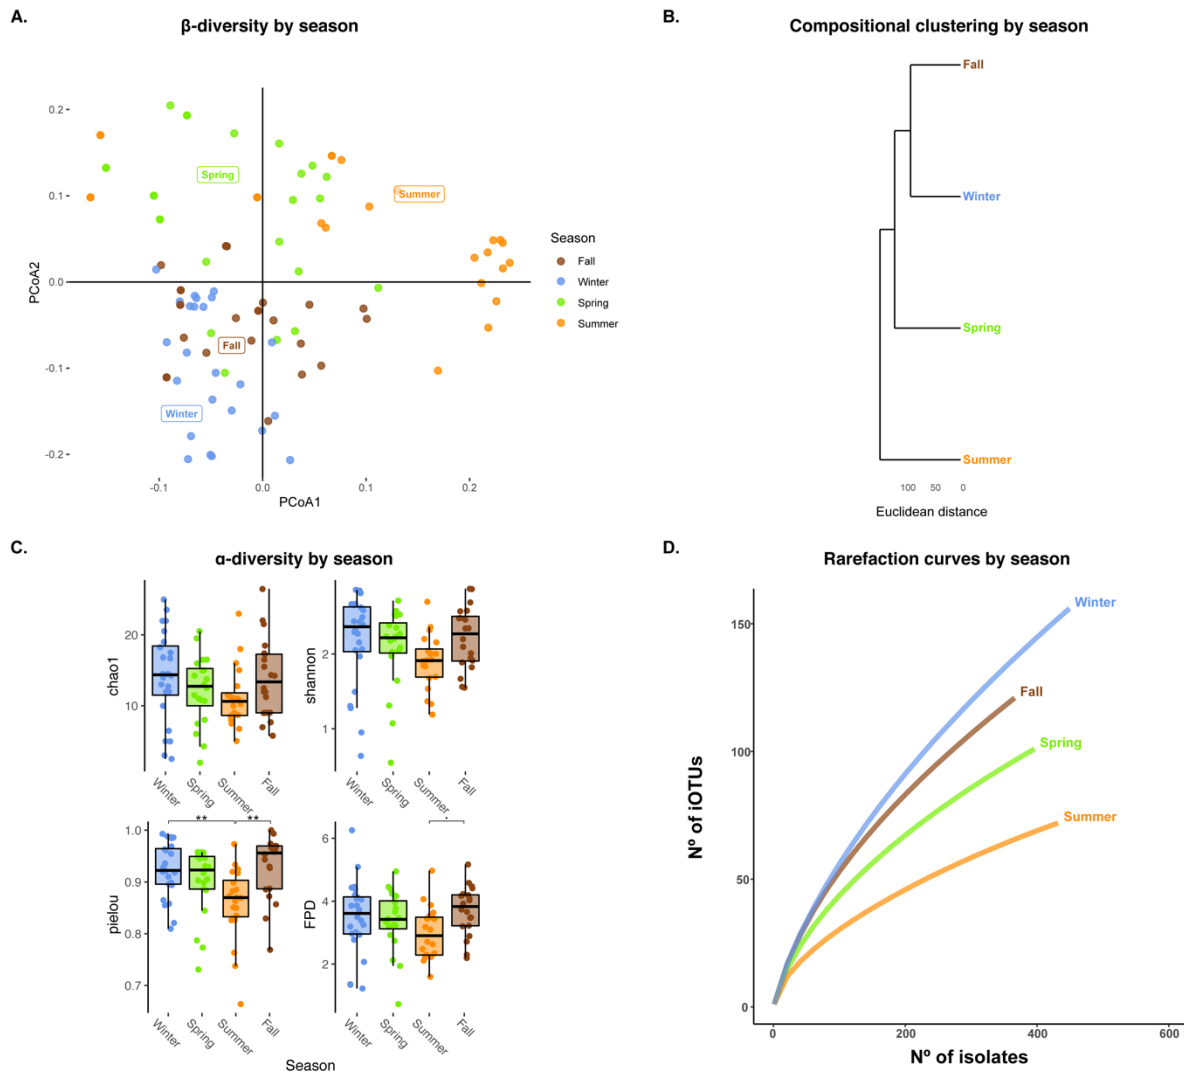 A.
β-diversity by season
0.2
0.1
0.0
-0.1
-0.2
PCoA2
-0.1
0.0
0.1
0.2
PCoA1
Spring
Summer
Fall
Winter
Season
Fall
Winter
Spring
Summer
B.
Compositional clustering by season
Fall
Winter
Spring
Summer
100 50 0
Euclidean distance
C.
α-diversity by season
chao1
20
10
Winter
Spring
Summer
Fall
shannon
2
1
Winter
Spring
Summer
Fall
pielou
1.0
0.9
0.8
0.7
** **
Winter
Spring
Summer
Fall
FPD
6
4
2
.
Winter
Spring
Summer
Fall
Season
D.
Rarefaction curves by season
Nº of iOTUs
150
100
50
0
Winter
Fall
Spring
Summer
0 200 400 600
Nº of isolates